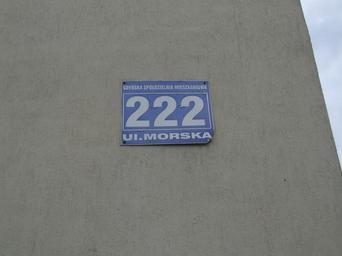 GDYŃSKA SPÓŁDZIELNIA MIESZKANIOWA
222
Ul.MORSKA